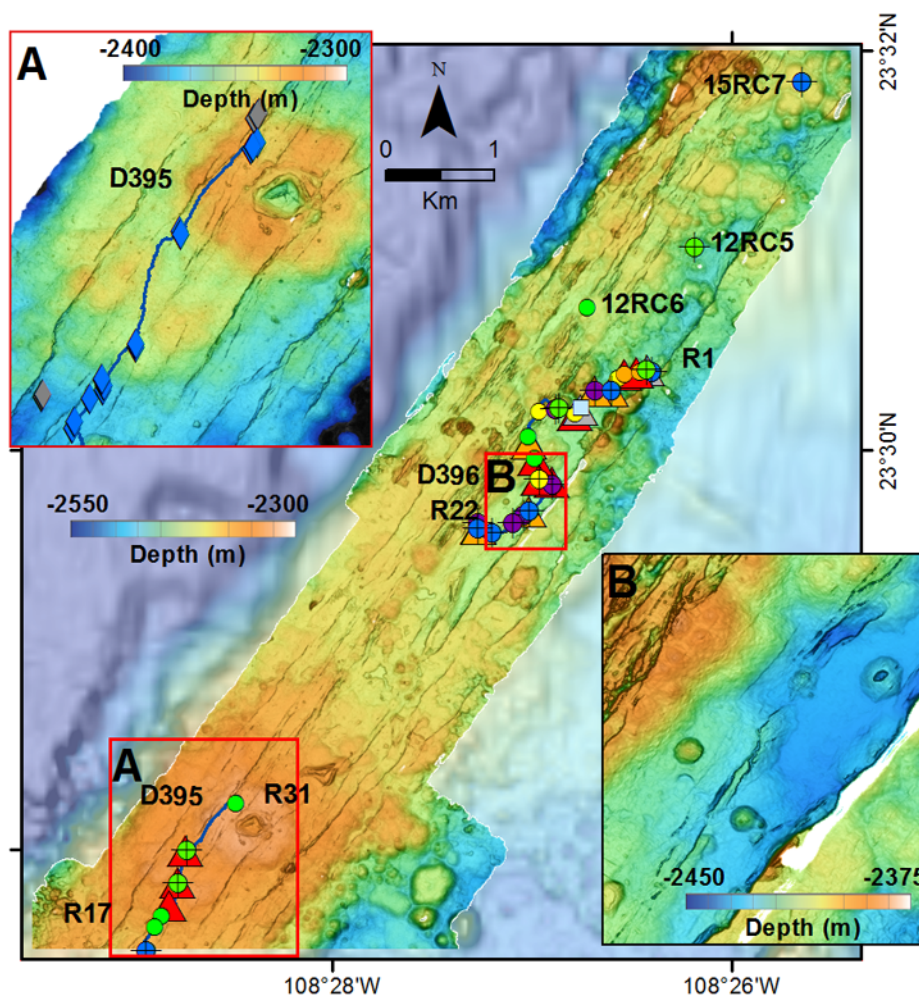 A
-2400 -2300
Depth (m)
D395
N
0 1
Km
15RC7
23°32'N
12RC5
12RC6
R1
23°30'N
D396
B
R22
-2550 -2300
Depth (m)
B
A
D395
R31
R17
-2450 -2375
Depth (m)
108°28'W
108°26'W